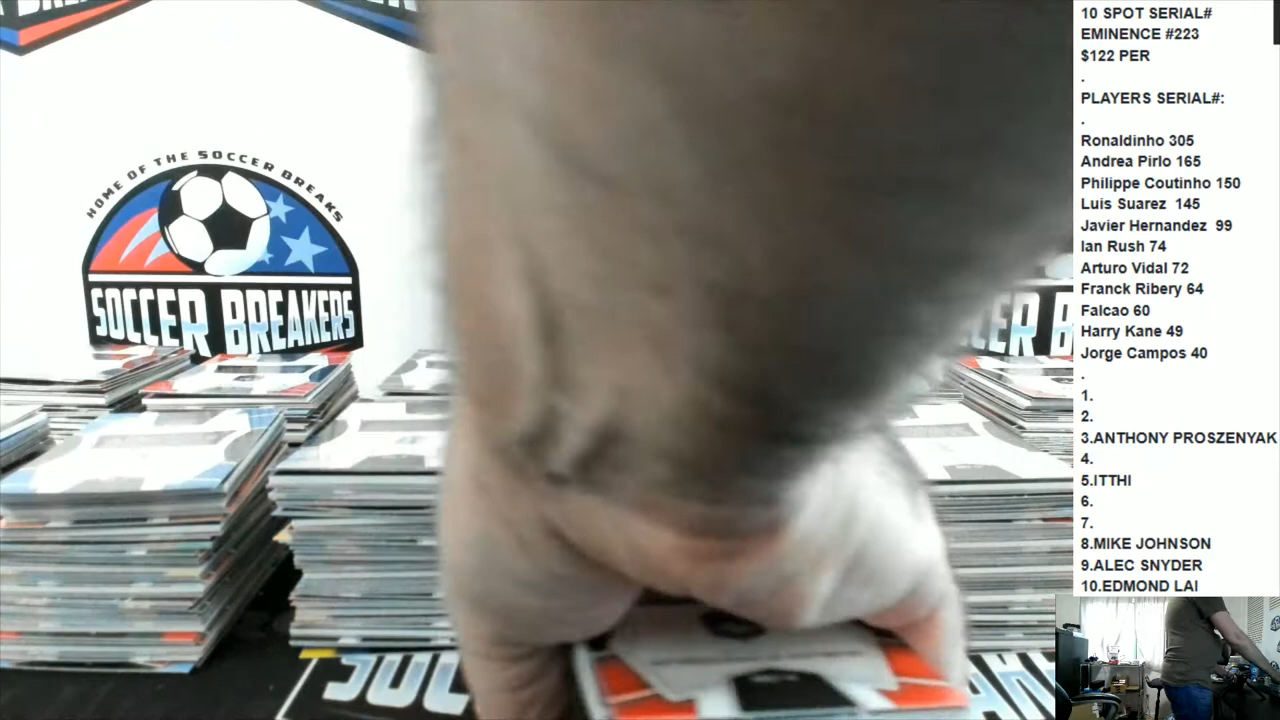 HOME OF THE SOCCER BREAKS
SOCCER BREAKERS
10 SPOT SERIAL#
EMINENCE #223
$122 PER
.
PLAYERS SERIAL#:
.
Ronaldinho 305
Andrea Pirlo 165
Philippe Coutinho 150
Luis Suarez 145
Javier Hernandez 99
Ian Rush 74
Arturo Vidal 72
Franck Ribery 64
Falcao 60
Harry Kane 49
Jorge Campos 40
.
1.
2.
3.ANTHONY PROSZENYAK
4.
5.ITTHI
6.
7.
8.MIKE JOHNSON
9.ALEC SNYDER
10.EDMOND LAI